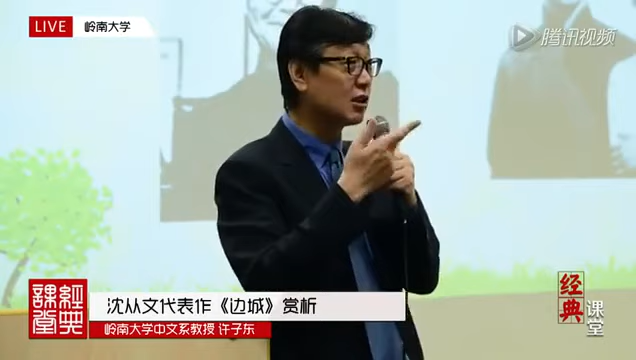 LIVE 岭南大学
腾讯视频
經典課堂
沈从文代表作《边城》赏析
岭南大学中文系教授 许子东
经典课堂